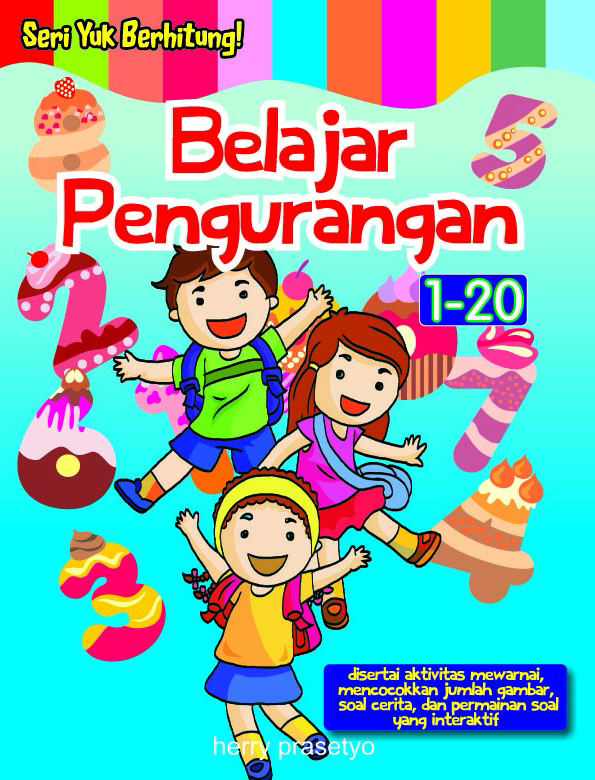 Seri Yuk Berhitung!
Belajar
Pengurangan
1-20
disertai aktivitas mewarnai,
mencocokkan jumlah gambar,
soal cerita, dan permainan soal
yang interaktif
herry prasetyo